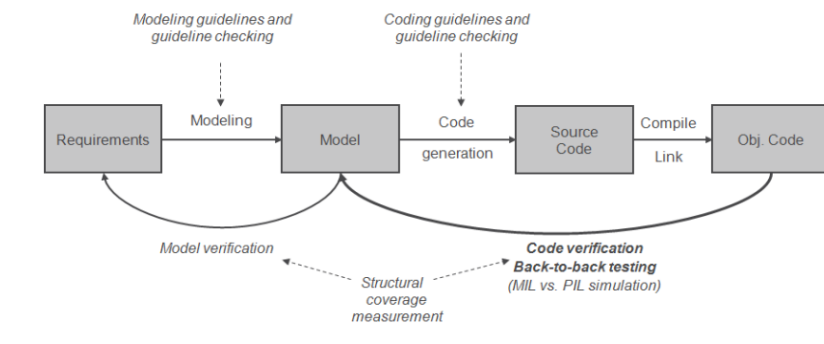 Modeling guidelines and
guideline checking
Coding guidelines and
guideline checking
Requirements
Modeling
Model
Code
generation
Source
Code
Compile
Link
Obj. Code
Model verification
Code verification
Back-to-back testing
(MIL vs. PIL simulation)
Structural
coverage
measurement